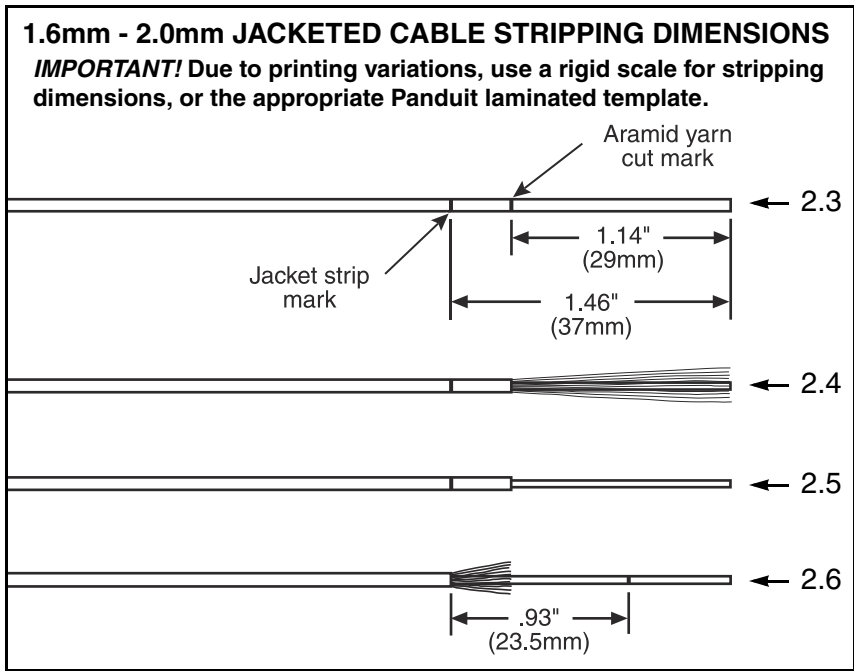 1.6mm - 2.0mm JACKETED CABLE STRIPPING DIMENSIONS
IMPORTANT! Due to printing variations, use a rigid scale for stripping
dimensions, or the appropriate Panduit laminated template.
Aramid yarn
cut mark
2.3
1.14"
(29mm)
Jacket strip
mark
1.46"
(37mm)
2.4
2.5
2.6
.93"
(23.5mm)